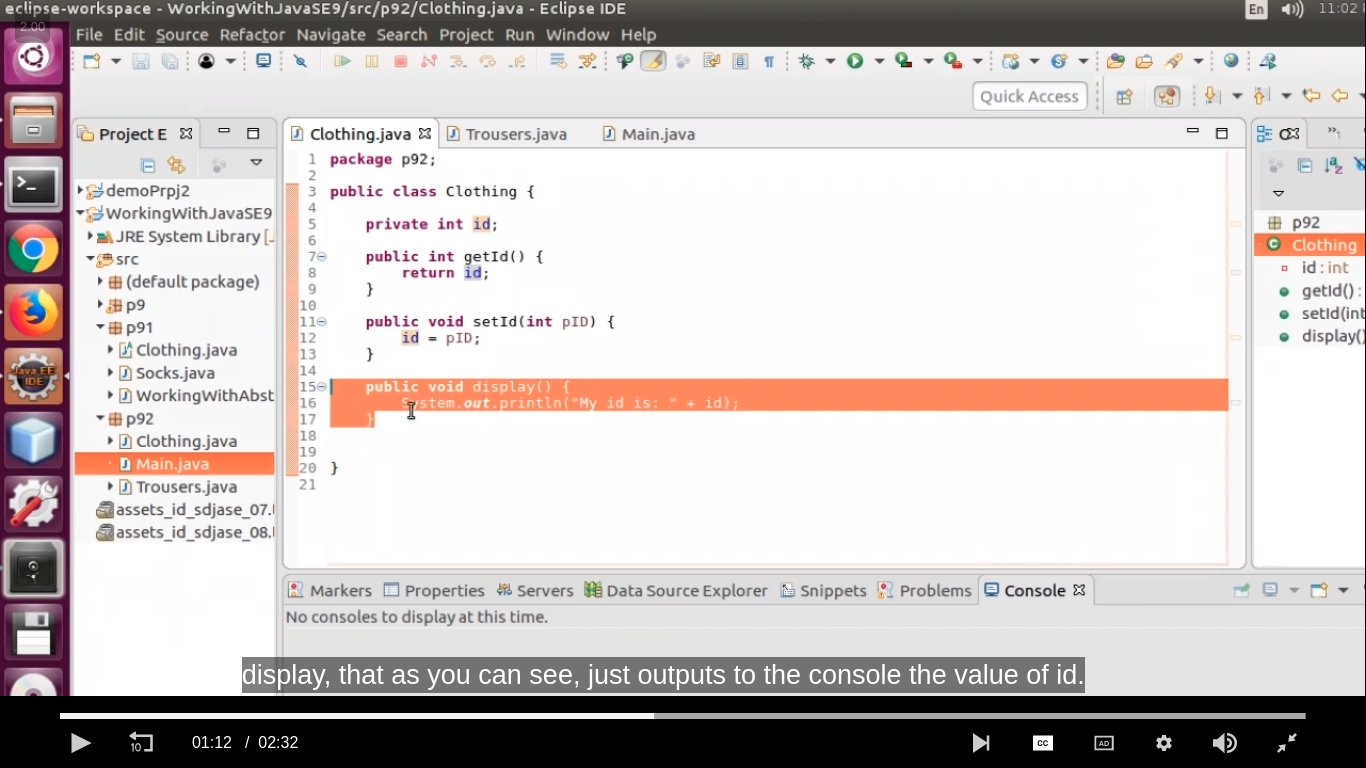 eclipse-workspace - WorkingWithJavaSE9/src/p92/Clothing.java - Eclipse IDE
En
11:02
2.00
File Edit Source Refactor Navigate Search Project Run Window Help
Quick Access
Project E
demoPrpj2
WorkingWithJavaSE9
JRE System Library [J
src
(default package)
p9
p91
Clothing.java
Socks.java
WorkingWithAbst
p92
Clothing.java
Main.java
Trousers.java
assets_id_sdjase_07.
assets_id_sdjase_08.
Java EE
IDE
Clothing.java Trousers.java Main.java
1 package p92;
2
3 public class Clothing {
4
5 private int id;
6
7 public int getId() {
8 return id;
9 }
10
11 public void setId(int pID) {
12 id = pID;
13 }
14
15 public void display() {
16 System.out.println("My id is: " + id);
17 }
18
19
20 }
21
p92
Clothing
id : int
getId() :
setId(int
display()
Markers Properties Servers Data Source Explorer Snippets Problems Console
No consoles to display at this time.
display, that as you can see, just outputs to the console the value of id.
10 01:12 / 02:32 CC AD